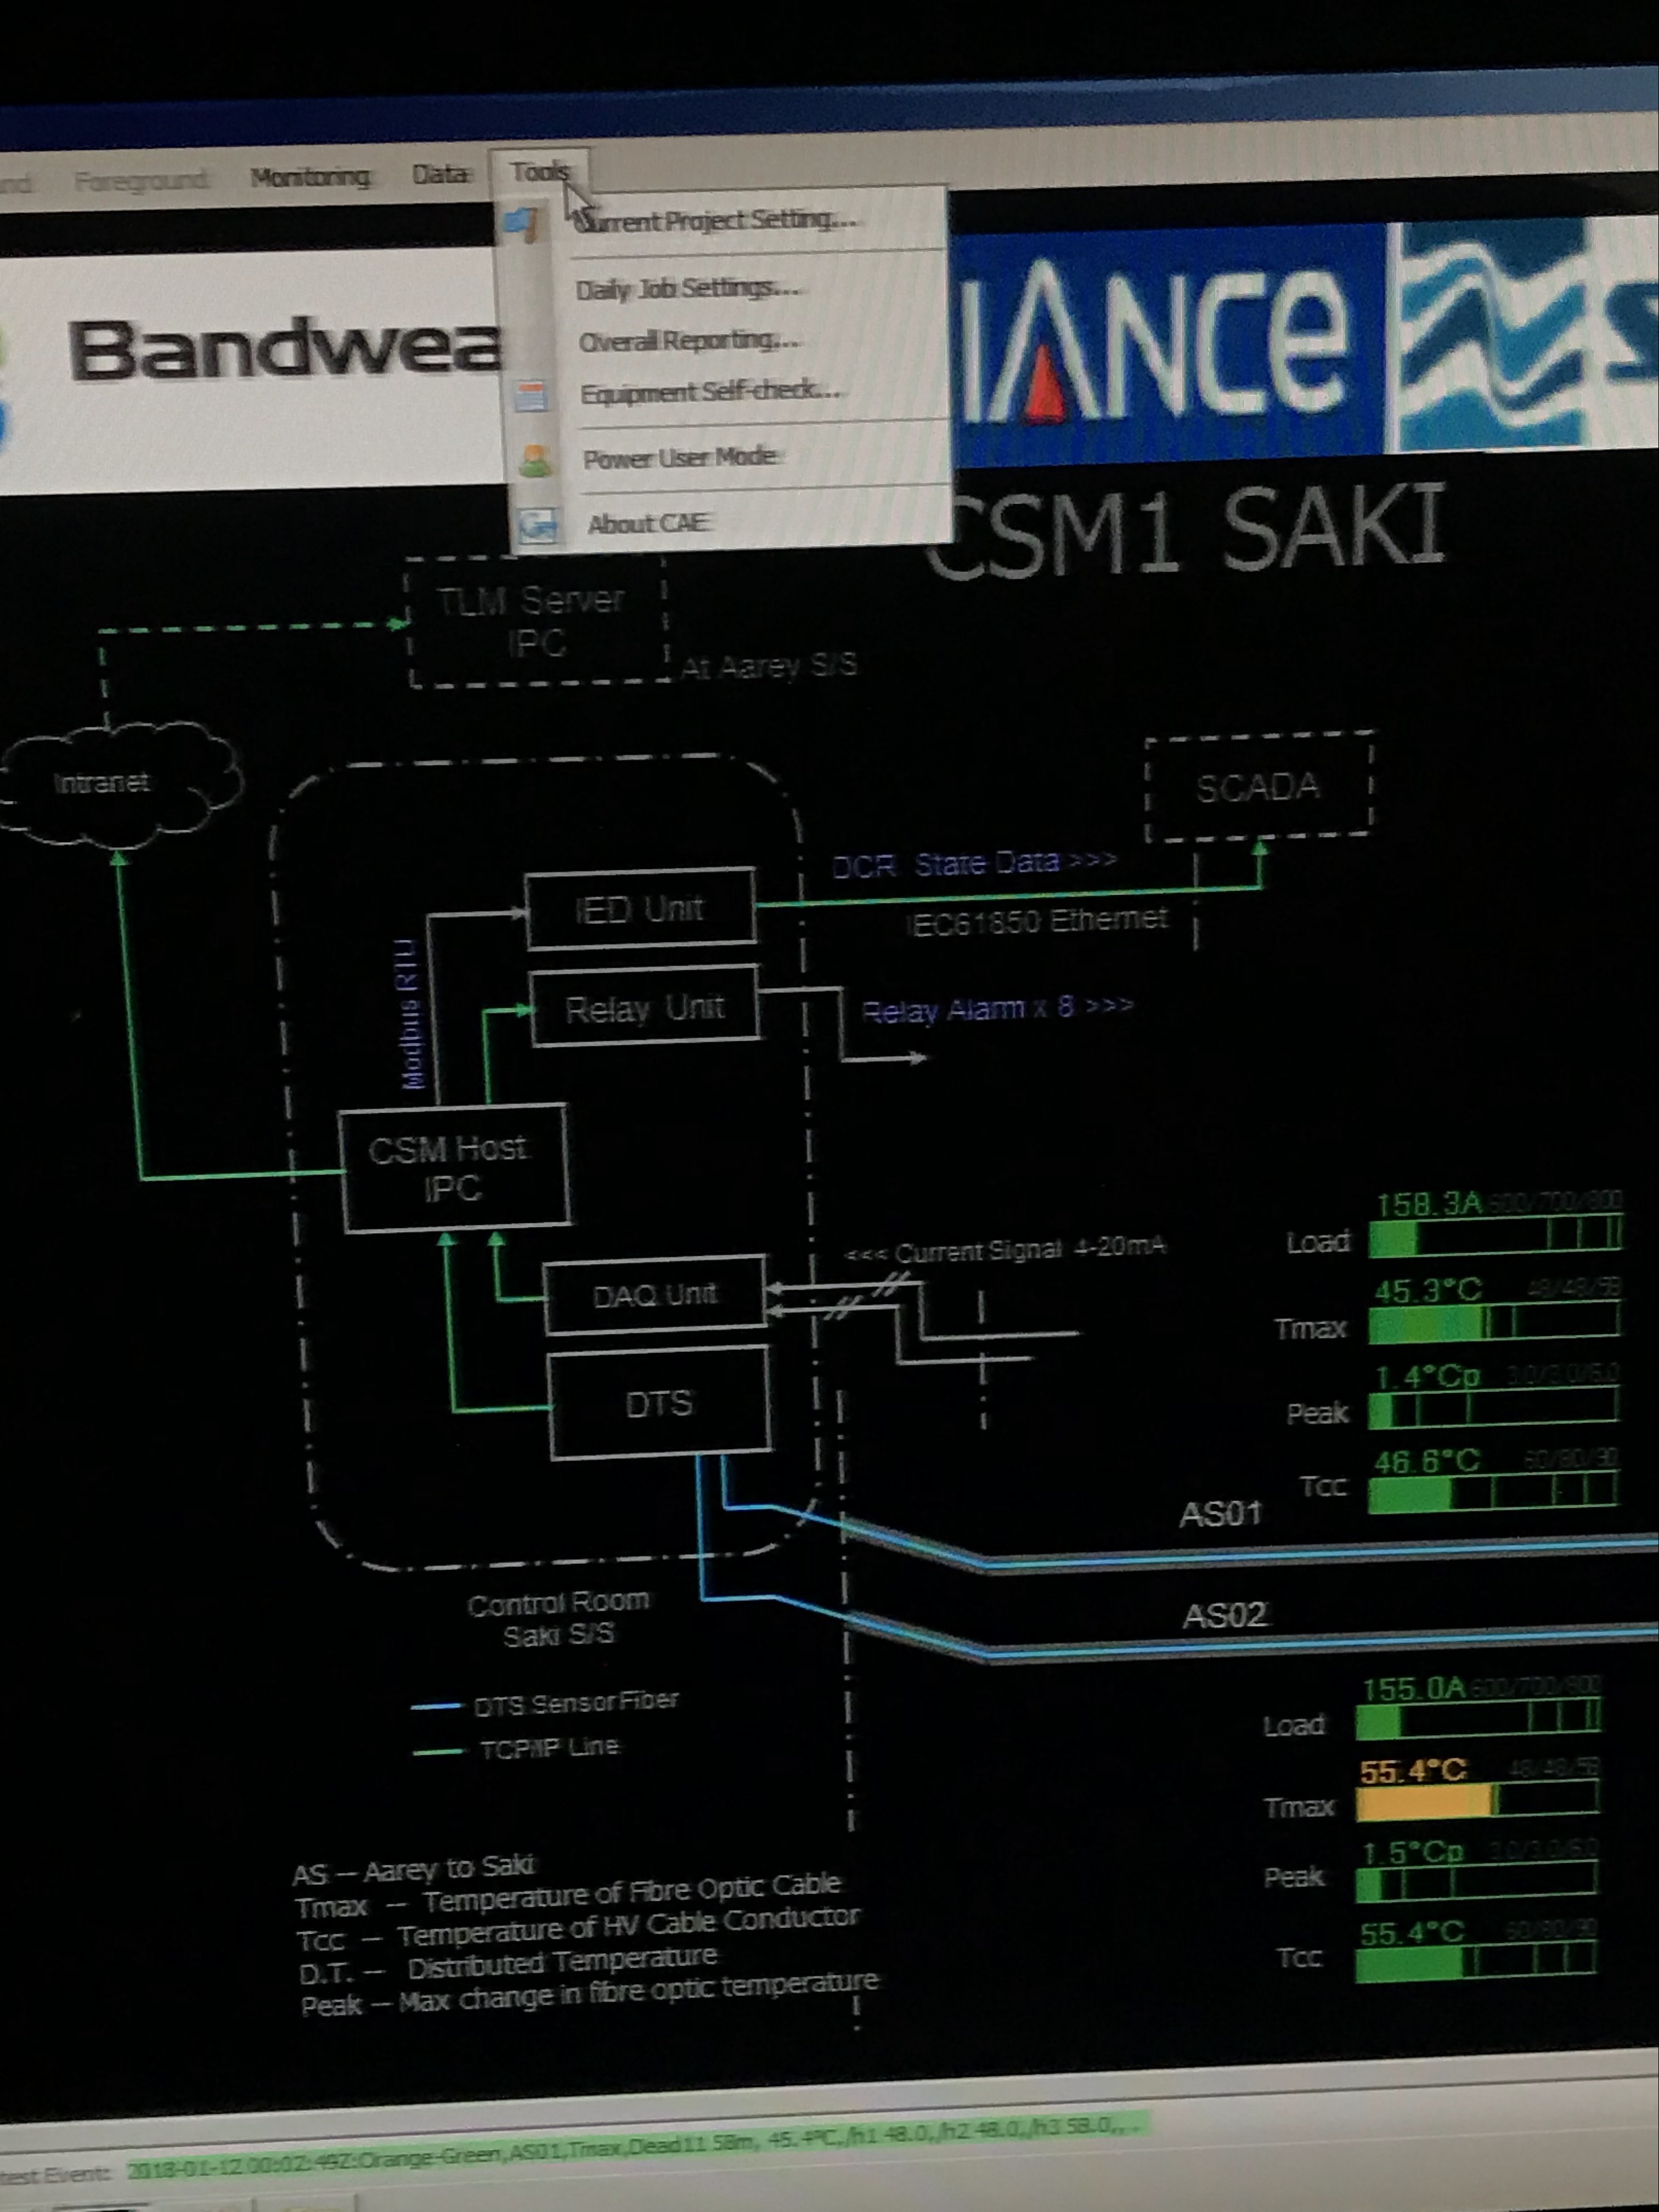 Foreground
Monitoring
Data
Tools
Current Project Setting...
Daily Job Settings...
Overall Reporting...
Equipment Self-check...
Power User Mode
About CAE
Bandwea
IANCe
CSM1 SAKI
TLM Server
IPC
At Aarey S/S
Intranet
SCADA
DCR State Data >>>
IED Unit
IEC61850 Ethernet
Modbus RTU
Relay Unit
Relay Alarm x 8 >>>
CSM Host
IPC
<<< Current Signal 4-20mA
DAQ Unit
DTS
158.3A 600/700/800
Load
45.3°C 48/48/58
Tmax
1.4°Cp 3.0/3.0/6.0
Peak
46.6°C 60/80/90
Tcc
AS01
AS02
Control Room
Saki S/S
DTS Sensor Fiber
TCP/IP Line
155.0A 600/700/800
Load
55.4°C 48/48/58
Tmax
1.5°Cp 3.0/3.0/6.0
Peak
55.4°C 60/80/90
Tcc
AS -- Aarey to Saki
Tmax -- Temperature of Fibre Optic Cable
Tcc -- Temperature of HV Cable Conductor
D.T. -- Distributed Temperature
Peak -- Max change in fibre optic temperature
test Event: 2018-01-12 00:02:49Z:Orange-Green,AS01,Tmax,Dead11 58m, 45.4ºC,/h1 48.0,/h2 48.0,/h3 58.0,,.